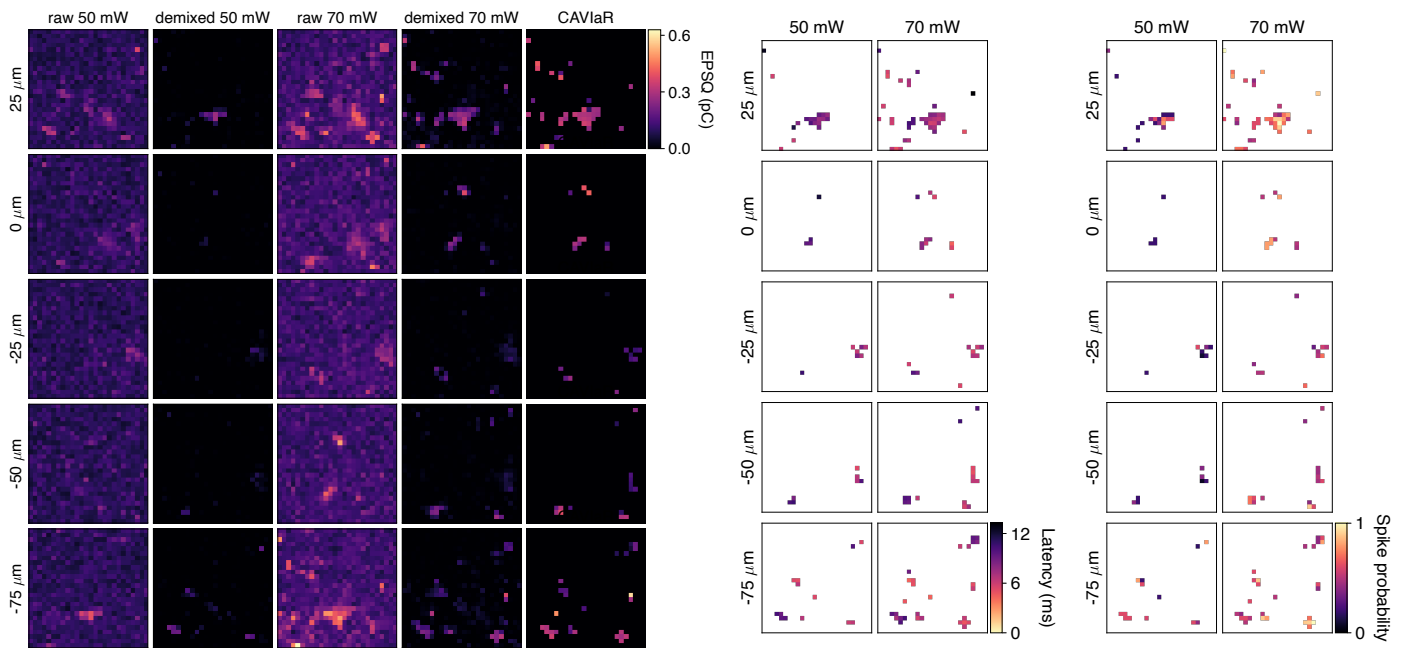 raw 50 mW demixed 50 mW raw 70 mW demixed 70 mW CAVIaR
50 mW 70 mW
50 mW 70 mW
25 μm
0.6
0.3
0.0
EPSQ (pC)
25 μm
25 μm
0 μm
0 μm
0 μm
-25 μm
-25 μm
-25 μm
-50 μm
-50 μm
-50 μm
-75 μm
-75 μm
12
6
0
Latency (ms)
-75 μm
1
0
Spike probability